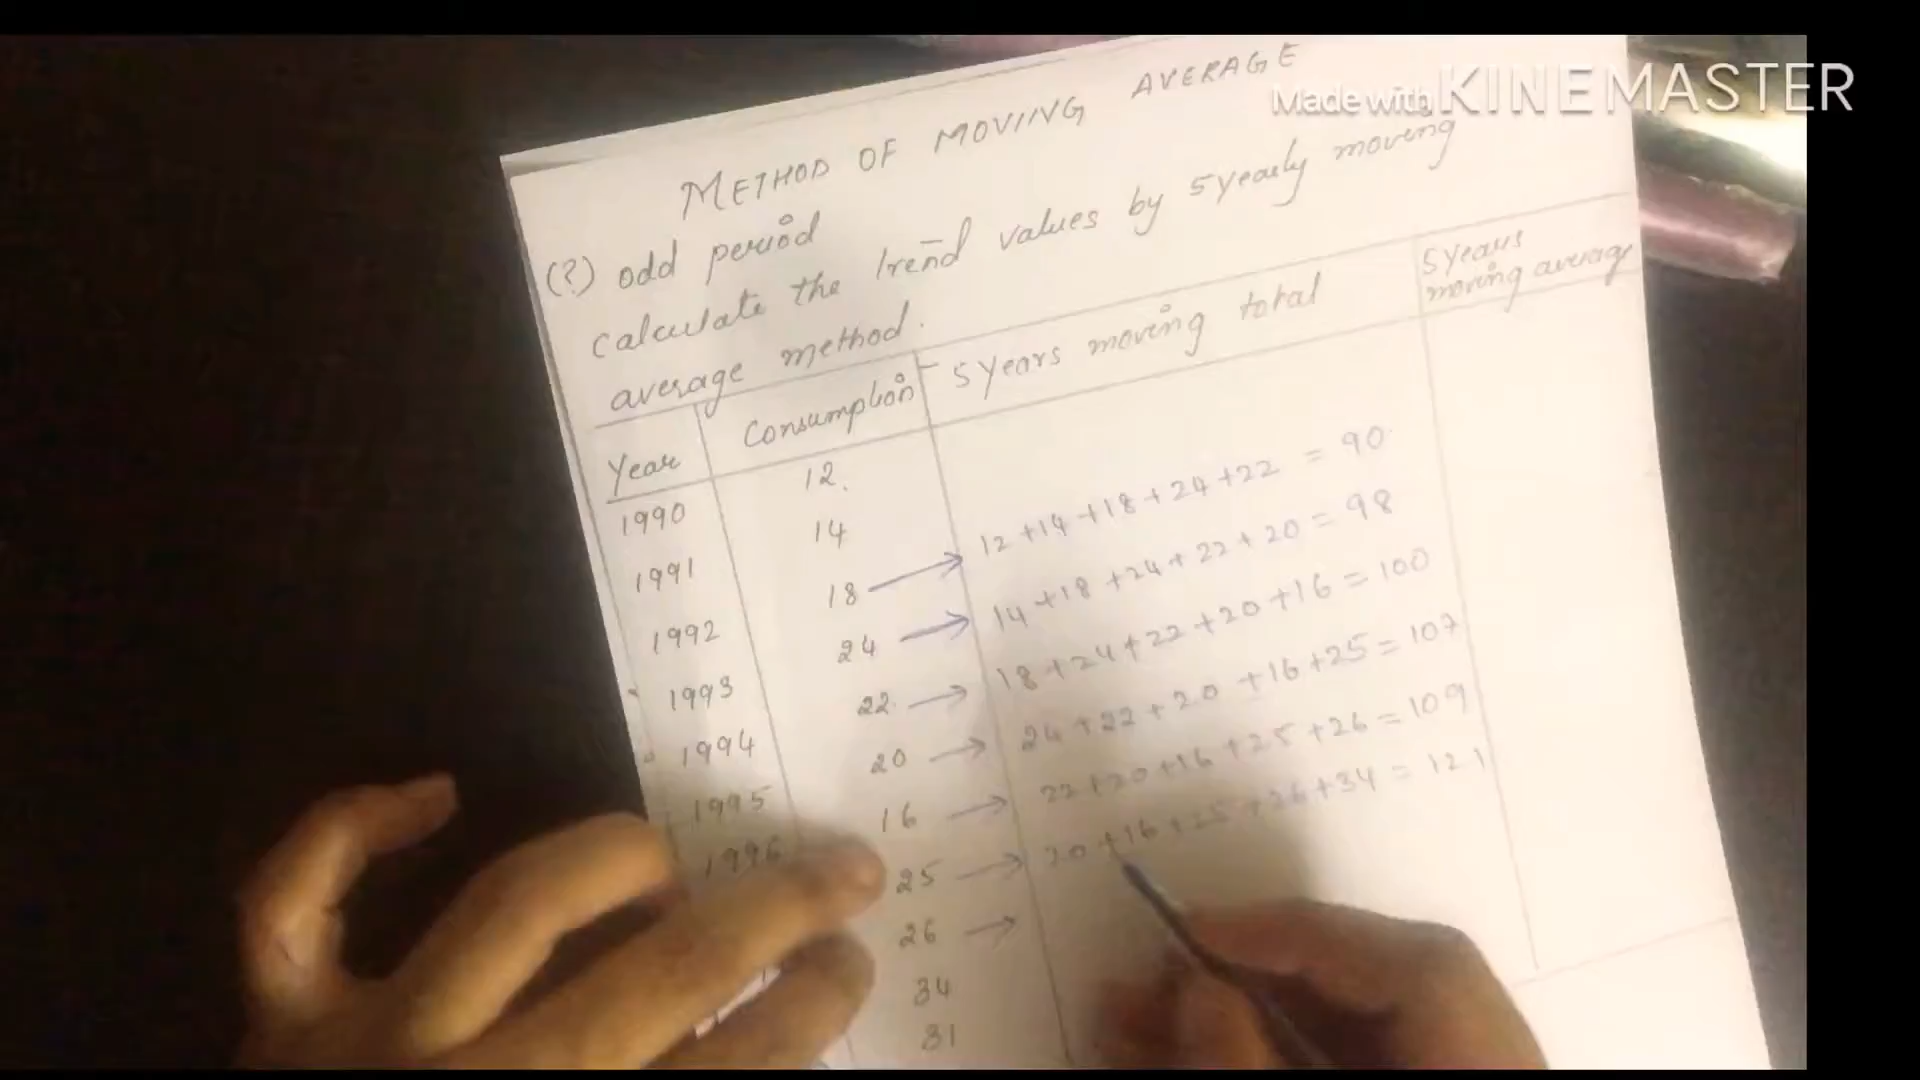 Made with KINEMASTER
METHOD OF MOVING AVERAGE
(?) odd period
calculate the trend values by 5 yearly moving
average method.
Year Consumption 5 years moving total 5 years moving average
1990 12.
1991 14
1992 18 → 12+14+18+24+22 = 90
1993 24 → 14+18+24+22+20 = 98
1994 22 → 18+24+22+20+16 = 100
1995 20 → 24+22+20+16+25 = 107
1996 16 → 22+20+16+25+26 = 109
25 → 20+16+25+26+34 = 121
26 →
34
31